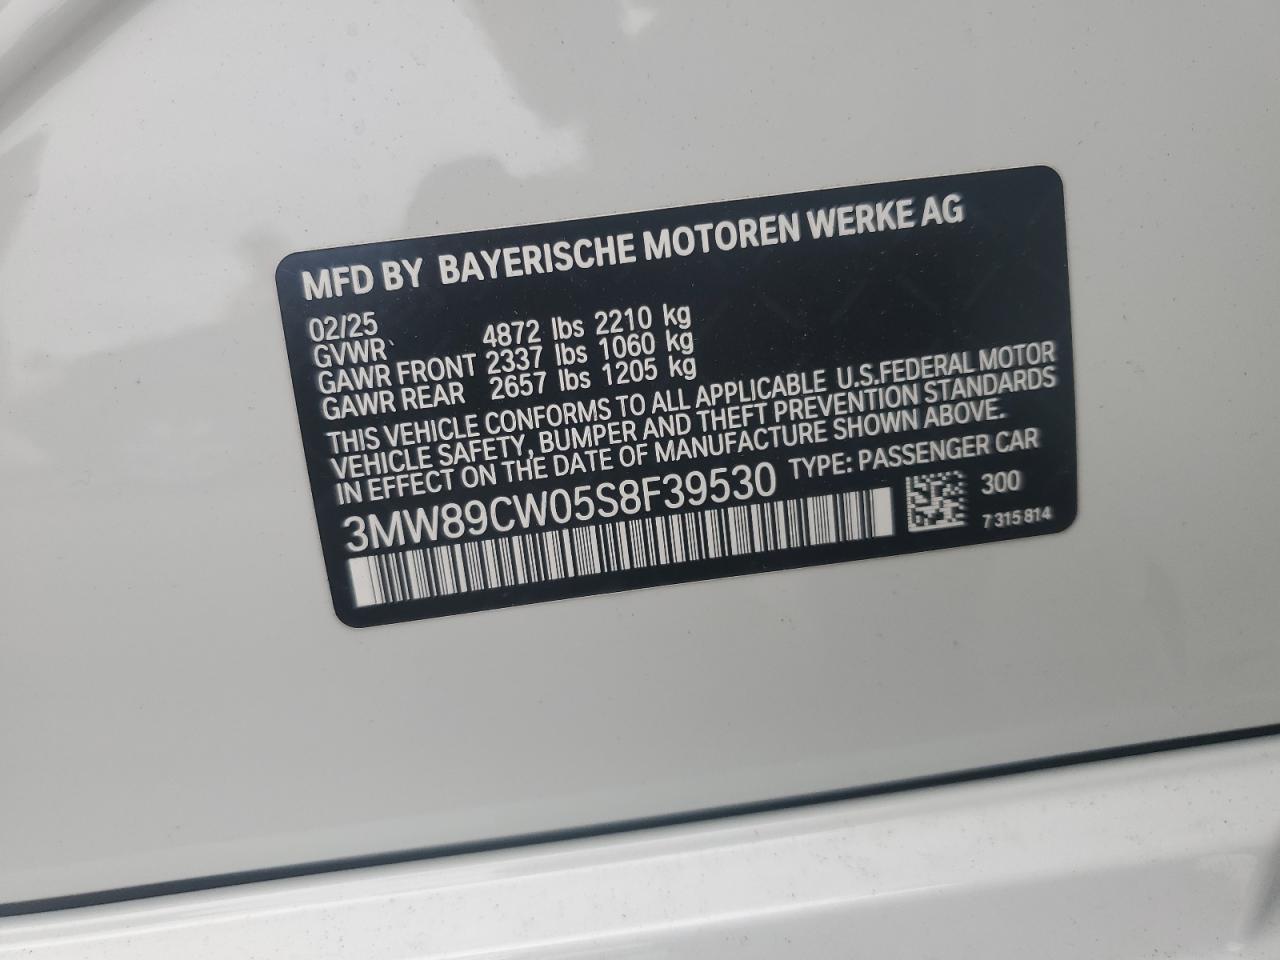 MFD BY BAYERISCHE MOTOREN WERKE AG
02/25
GVWR 4872 lbs 2210 kg
GAWR FRONT 2337 lbs 1060 kg
GAWR REAR 2657 lbs 1205 kg
THIS VEHICLE CONFORMS TO ALL APPLICABLE U.S.FEDERAL MOTOR
VEHICLE SAFETY, BUMPER AND THEFT PREVENTION STANDARDS
IN EFFECT ON THE DATE OF MANUFACTURE SHOWN ABOVE.
3MW89CW05S8F39530 TYPE: PASSENGER CAR
300
7 315 814